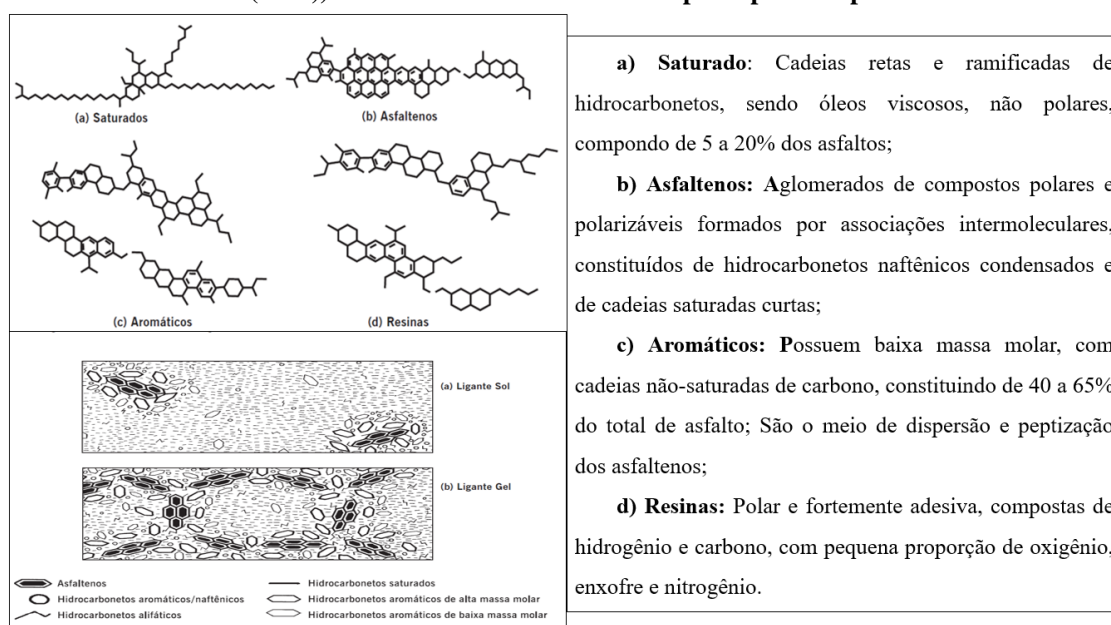 (a) Saturados
(b) Asfaltenos
(c) Aromáticos
(d) Resinas
(a) Ligante Sol
(b) Ligante Gel
Asfaltenos
Hidrocarbonetos aromáticos/naftênicos
Hidrocarbonetos alifáticos
Hidrocarbonetos saturados
Hidrocarbonetos aromáticos de alta massa molar
Hidrocarbonetos aromáticos de baixa massa molar
a) Saturado: Cadeias retas e ramificadas de
hidrocarbonetos, sendo óleos viscosos, não polares,
compondo de 5 a 20% dos asfaltos;
b) Asfaltenos: Aglomerados de compostos polares e
polarizáveis formados por associações intermoleculares,
constituídos de hidrocarbonetos naftênicos condensados e
de cadeias saturadas curtas;
c) Aromáticos: Possuem baixa massa molar, com
cadeias não-saturadas de carbono, constituindo de 40 a 65%
do total de asfalto; São o meio de dispersão e peptização
dos asfaltenos;
d) Resinas: Polar e fortemente adesiva, compostas de
hidrogênio e carbono, com pequena proporção de oxigênio,
enxofre e nitrogênio.